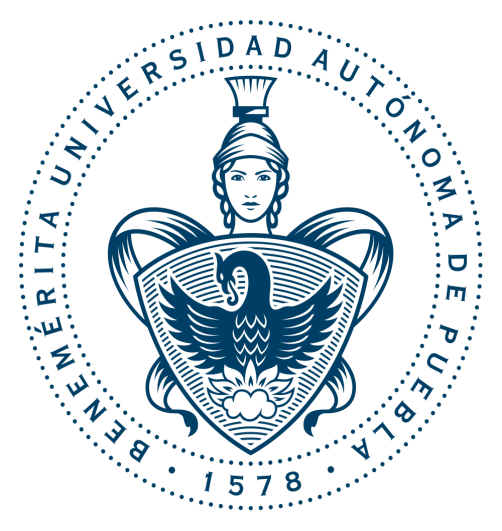 BENEMÉRITA UNIVERSIDAD AUTÓNOMA DE PUEBLA
· 1578 ·